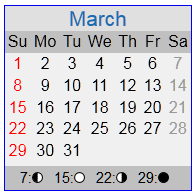 March
Su Mo Tu We Th Fr Sa
1 2 3 4 5 6 7
8 9 10 11 12 13 14
15 16 17 18 19 20 21
22 23 24 25 26 27 28
29 30 31
7:◐ 15:○ 22:◑ 29:●